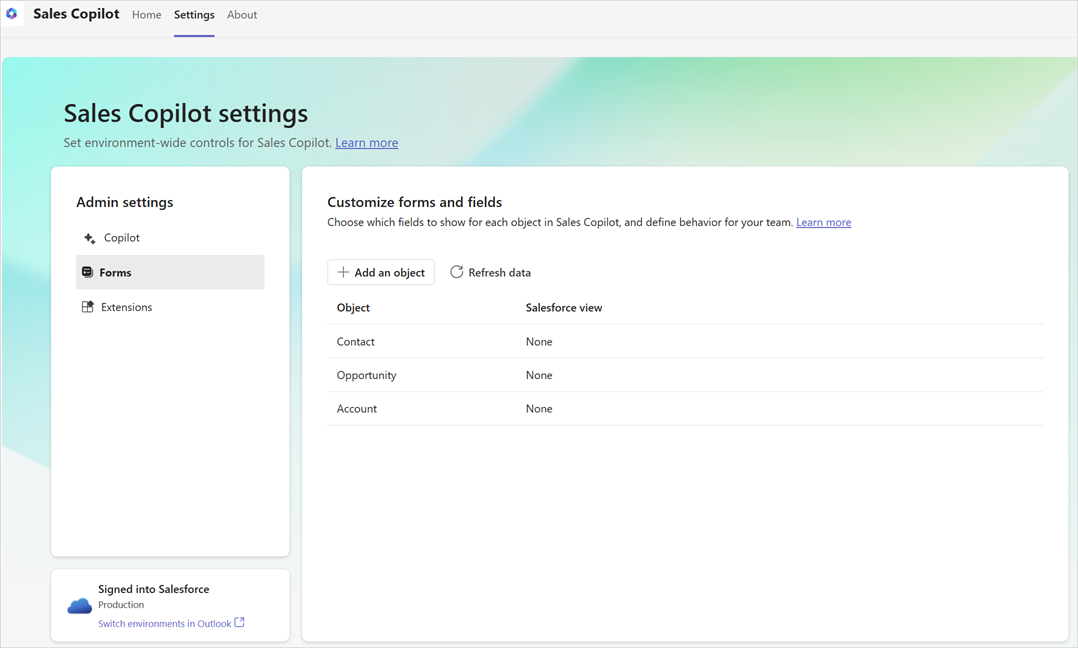 Sales Copilot Home Settings About
Sales Copilot settings
Set environment-wide controls for Sales Copilot. Learn more
Admin settings
Copilot
Forms
Extensions
Signed into Salesforce
Production
Switch environments in Outlook
Customize forms and fields
Choose which fields to show for each object in Sales Copilot, and define behavior for your team. Learn more
Add an object Refresh data
Object Salesforce view
Contact None
Opportunity None
Account None